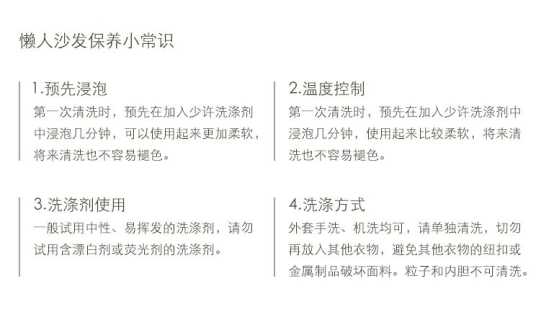 懒人沙发保养小常识
1.预先浸泡
第一次清洗时，预先在加入少许洗涤剂
中浸泡几分钟，可以使用起来更加柔软，
将来清洗也不容易褪色。
2.温度控制
第一次清洗时，预先在加入少许洗涤剂中
浸泡几分钟，使用起来比较柔软，将来清
洗也不容易褪色。
3.洗涤剂使用
一般试用中性、易挥发的洗涤剂，请勿
试用含漂白剂或荧光剂的洗涤剂。
4.洗涤方式
外套手洗、机洗均可，请单独清洗，切勿
再放入其他衣物，避免其他衣物的纽扣或
金属制品破坏面料。粒子和内胆不可清洗。